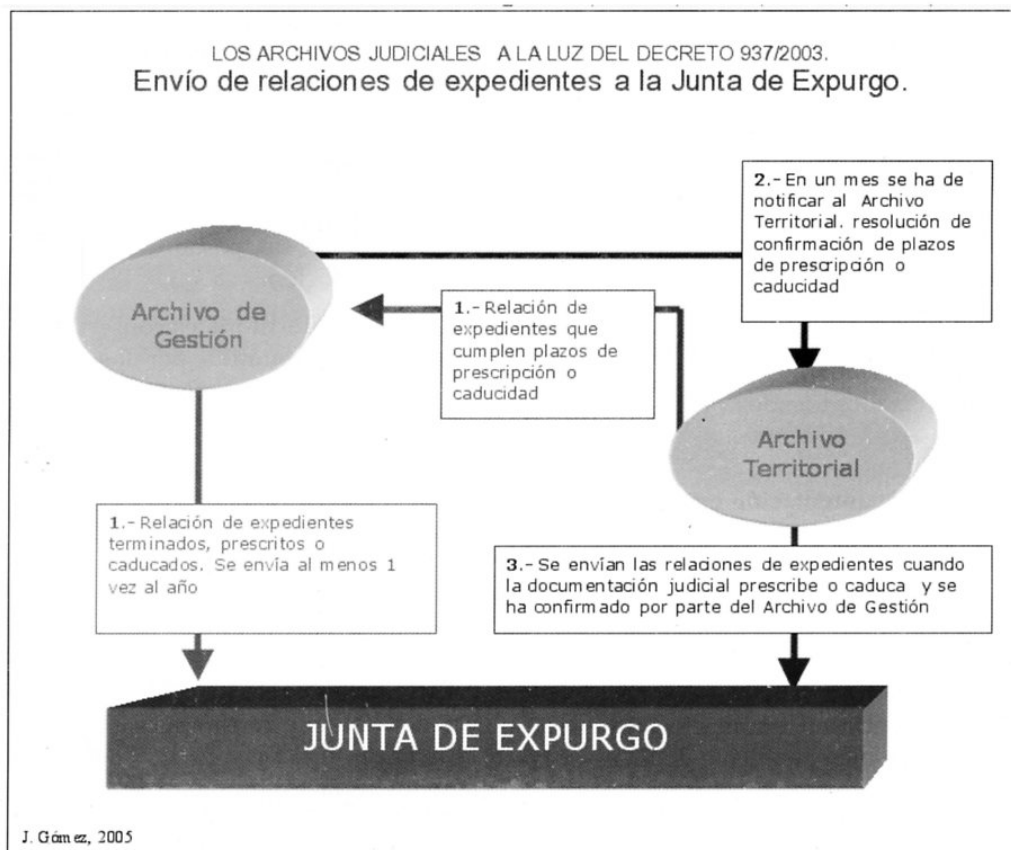 LOS ARCHIVOS JUDICIALES A LA LUZ DEL DECRETO 937/2003.
Envío de relaciones de expedientes a la Junta de Expurgo.
2.- En un mes se ha de
notificar al Archivo
Territorial. resolución de
confirmación de plazos
de prescripción o
caducidad
Archivo de
Gestión
1.- Relación de
expedientes que
cumplen plazos de
prescripción o
caducidad
Archivo
Territorial
1.- Relación de expedientes
terminados, prescritos o
caducados. Se envía al menos 1
vez al año
3.- Se envían las relaciones de expedientes cuando
la documentación judicial prescribe o caduca y se
ha confirmado por parte del Archivo de Gestión
JUNTA DE EXPURGO
J. Gómez, 2005